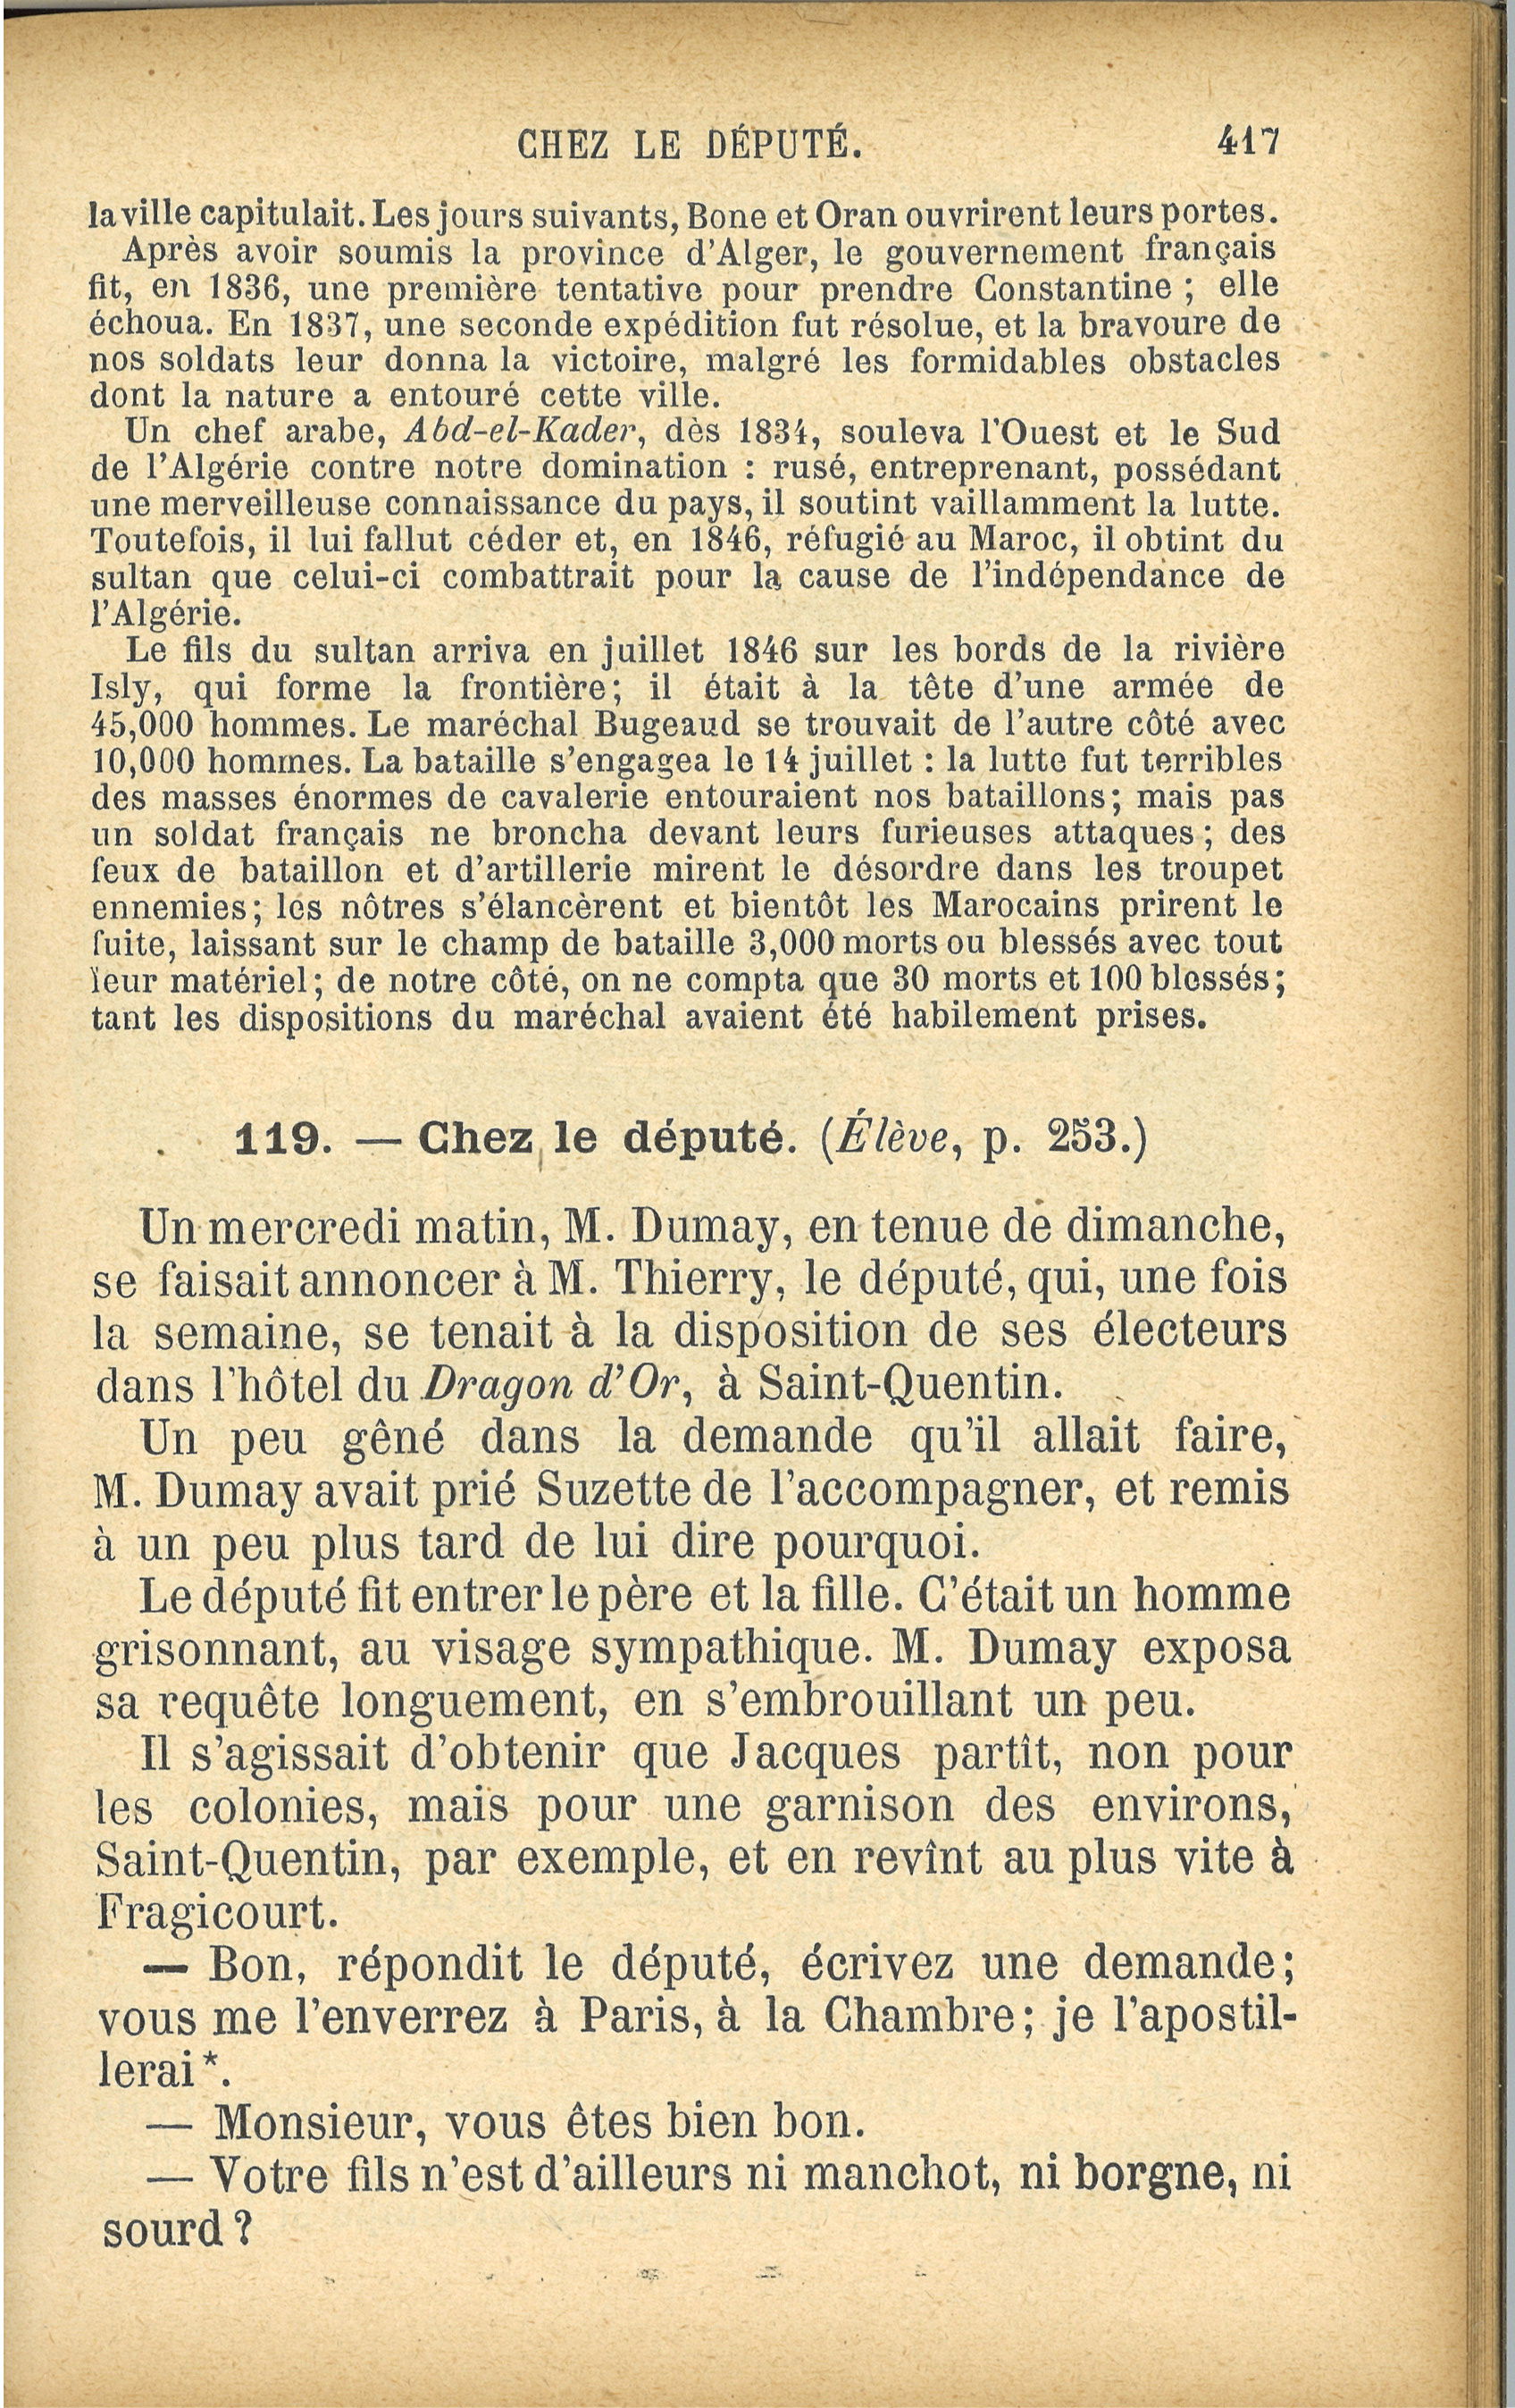 CHEZ LE DÉPUTÉ. 417
la ville capitulait. Les jours suivants, Bone et Oran ouvrirent leurs portes.
Après avoir soumis la province d'Alger, le gouvernement français
fit, en 1836, une première tentative pour prendre Constantine ; elle
échoua. En 1837, une seconde expédition fut résolue, et la bravoure de
nos soldats leur donna la victoire, malgré les formidables obstacles
dont la nature a entouré cette ville.
Un chef arabe, Abd-el-Kader, dès 1834, souleva l'Ouest et le Sud
de l'Algérie contre notre domination : rusé, entreprenant, possédant
une merveilleuse connaissance du pays, il soutint vaillamment la lutte.
Toutefois, il lui fallut céder et, en 1846, réfugié au Maroc, il obtint du
sultan que celui-ci combattrait pour la cause de l'indépendance de
l'Algérie.
Le fils du sultan arriva en juillet 1846 sur les bords de la rivière
Isly, qui forme la frontière; il était à la tête d'une armée de
45,000 hommes. Le maréchal Bugeaud se trouvait de l'autre côté avec
10,000 hommes. La bataille s'engagea le 14 juillet : la lutte fut terribles
des masses énormes de cavalerie entouraient nos bataillons; mais pas
un soldat français ne broncha devant leurs furieuses attaques ; des
feux de bataillon et d'artillerie mirent le désordre dans les troupet
ennemies; les nôtres s'élancèrent et bientôt les Marocains prirent le
fuite, laissant sur le champ de bataille 3,000 morts ou blessés avec tout
leur matériel; de notre côté, on ne compta que 30 morts et 100 blessés;
tant les dispositions du maréchal avaient été habilement prises.
119. — Chez le député. (Élève, p. 253.)
Un mercredi matin, M. Dumay, en tenue de dimanche,
se faisait annoncer à M. Thierry, le député, qui, une fois
la semaine, se tenait à la disposition de ses électeurs
dans l'hôtel du Dragon d'Or, à Saint-Quentin.
Un peu gêné dans la demande qu'il allait faire,
M. Dumay avait prié Suzette de l'accompagner, et remis
à un peu plus tard de lui dire pourquoi.
Le député fit entrer le père et la fille. C'était un homme
grisonnant, au visage sympathique. M. Dumay exposa
sa requête longuement, en s'embrouillant un peu.
Il s'agissait d'obtenir que Jacques partît, non pour
les colonies, mais pour une garnison des environs,
Saint-Quentin, par exemple, et en revînt au plus vite à
Fragicourt.
— Bon, répondit le député, écrivez une demande;
vous me l'enverrez à Paris, à la Chambre; je l'apostil-
lerai*.
— Monsieur, vous êtes bien bon.
— Votre fils n'est d'ailleurs ni manchot, ni borgne, ni
sourd ?